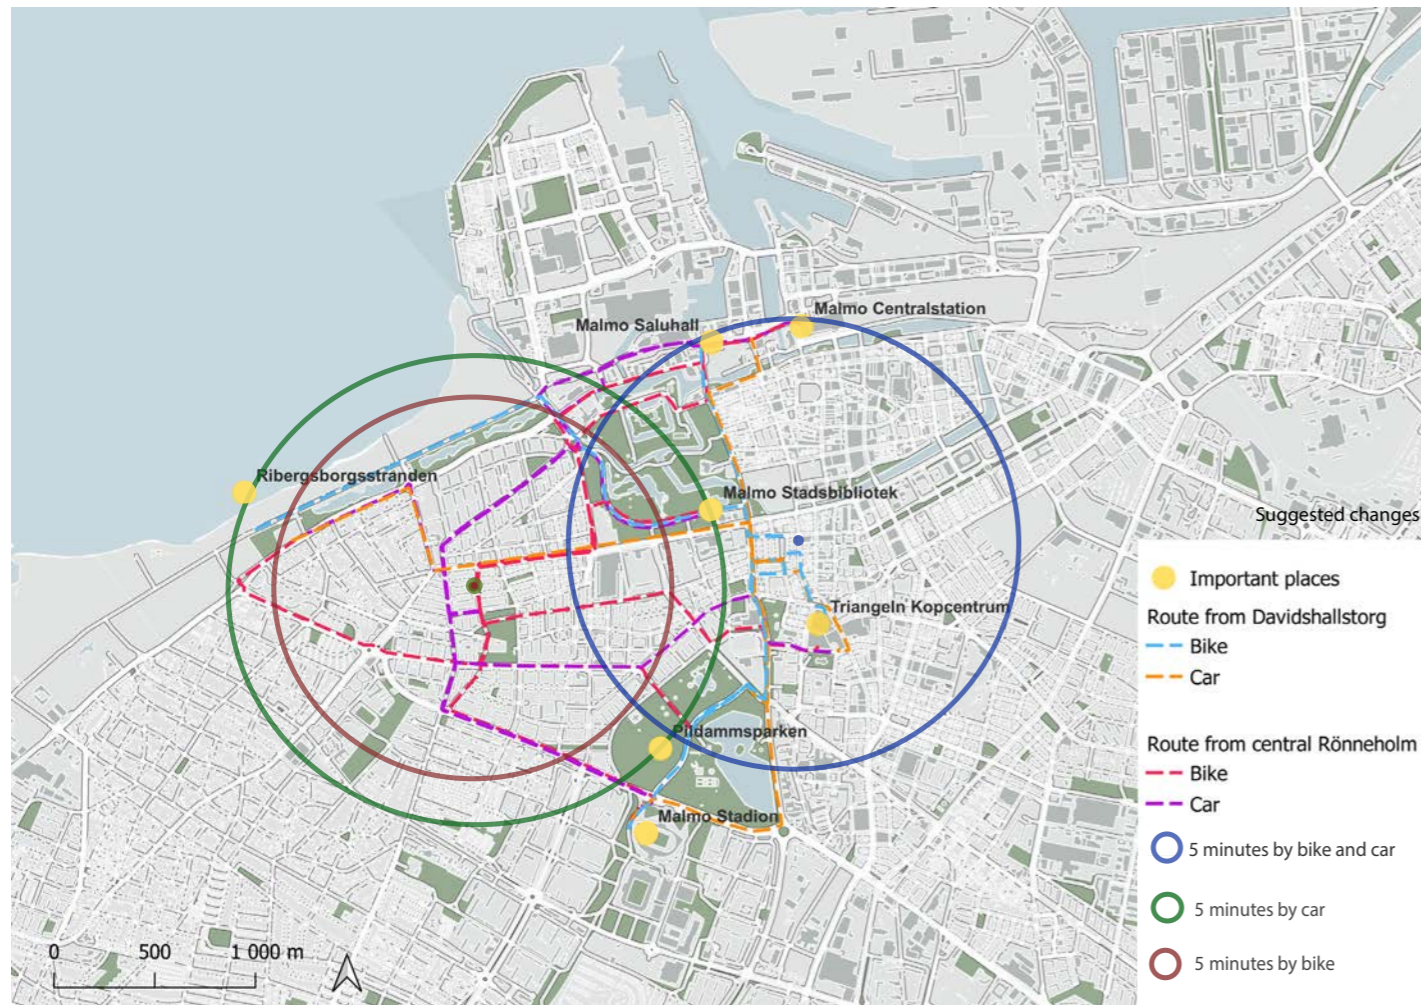 Malmo Centralstation
Malmo Saluhall
Ribergsborgsstranden
Malmo Stadsbibliotek
Triangeln Kopcentrum
Pildammsparken
Malmo Stadion
Suggested changes
Important places
Route from Davidshallstorg
Bike
Car
Route from central Rönneholm
Bike
Car
5 minutes by bike and car
5 minutes by car
5 minutes by bike
0 500 1 000 m